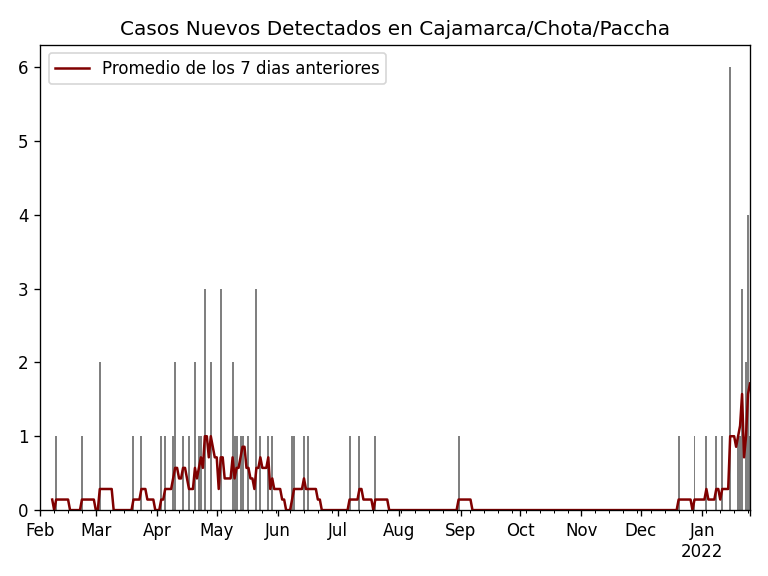 Casos Nuevos Detectados en Cajamarca/Chota/Paccha
Promedio de los 7 dias anteriores
6
5
4
3
2
1
0
Feb Mar Apr May Jun Jul Aug Sep Oct Nov Dec Jan
2022